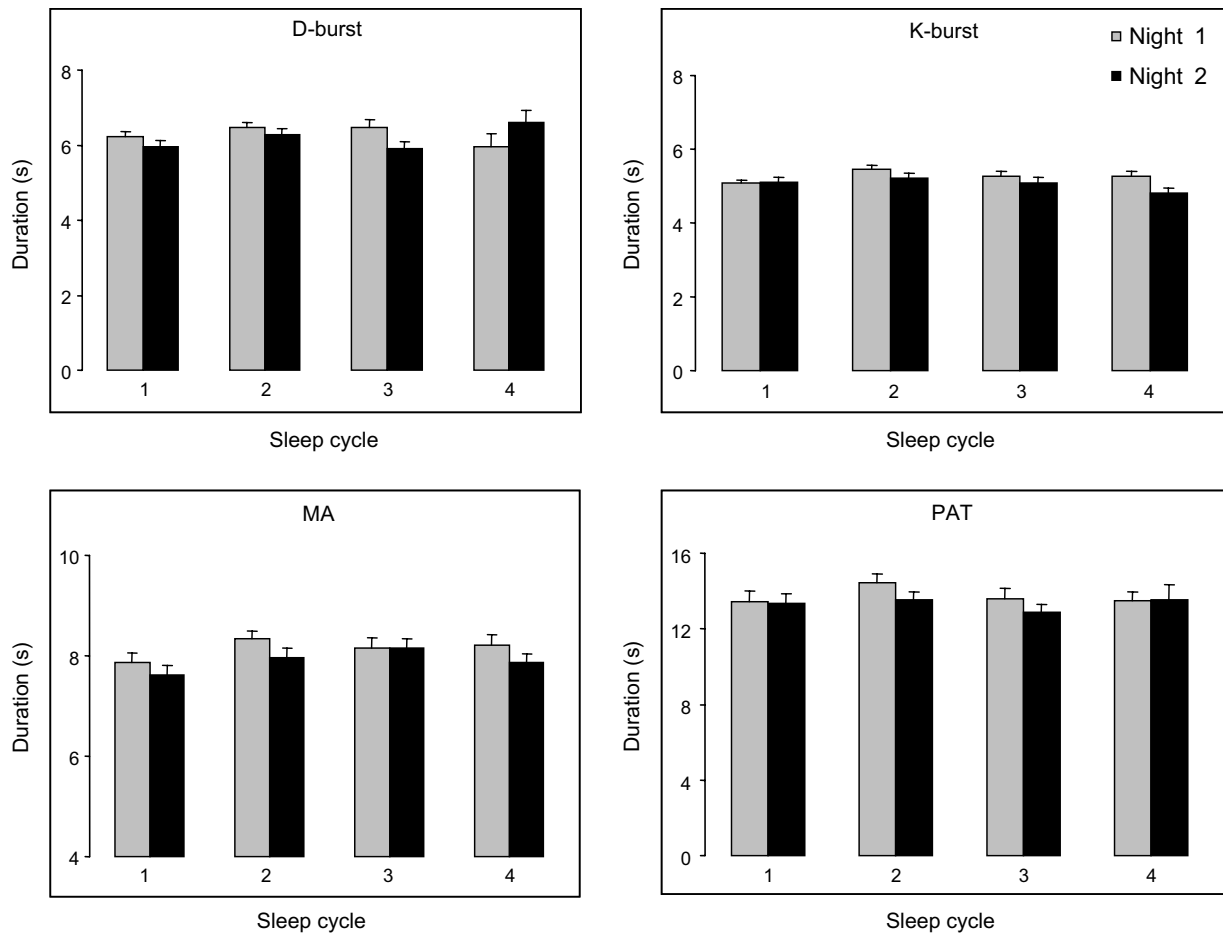 D-burst
8
6
4
2
0
Duration (s)
1 2 3 4
Sleep cycle
K-burst
Night 1
Night 2
8
6
4
2
0
Duration (s)
1 2 3 4
Sleep cycle
MA
10
8
6
4
Duration (s)
1 2 3 4
Sleep cycle
PAT
16
12
8
4
0
Duration (s)
1 2 3 4
Sleep cycle